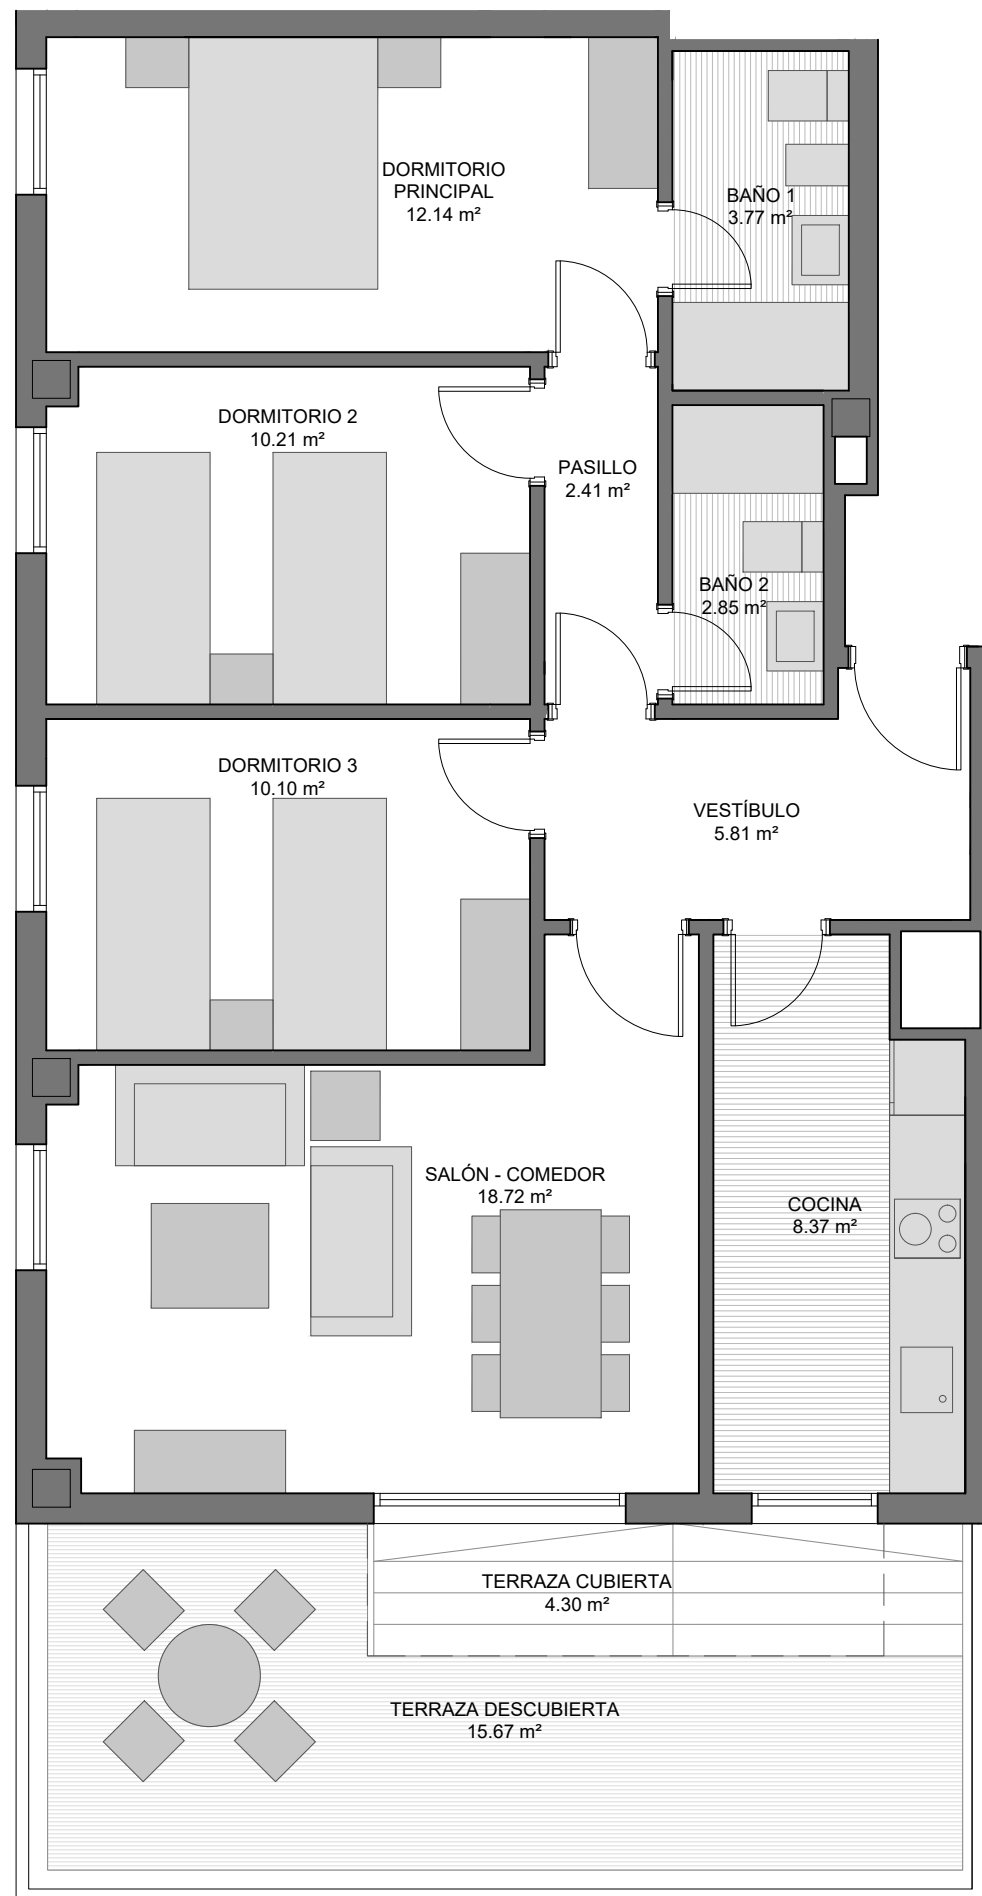 DORMITORIO
PRINCIPAL
12.14 m²
BAÑO 1
3.77 m²
DORMITORIO 2
10.21 m²
PASILLO
2.41 m²
BAÑO 2
2.85 m²
DORMITORIO 3
10.10 m²
VESTÍBULO
5.81 m²
SALÓN - COMEDOR
18.72 m²
COCINA
8.37 m²
TERRAZA CUBIERTA
4.30 m²
TERRAZA DESCUBIERTA
15.67 m²